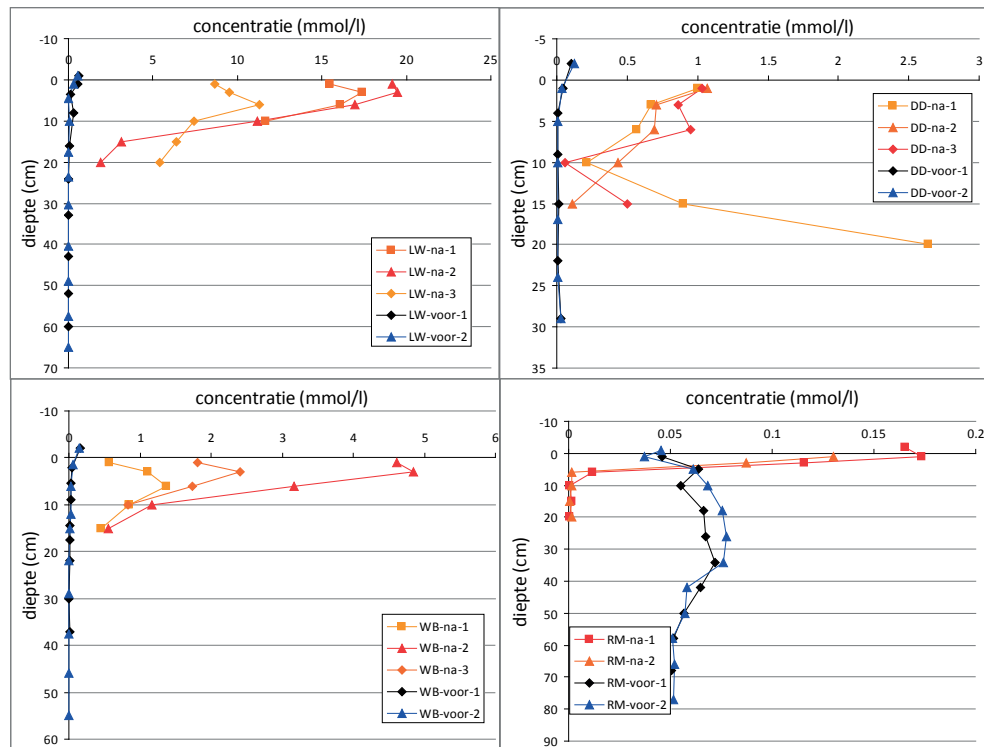 concentratie (mmol/l)
-10
0
5
10
15
20
25
0
10
20
30
40
50
60
70
diepte (cm)
LW-na-1
LW-na-2
LW-na-3
LW-voor-1
LW-voor-2
concentratie (mmol/l)
-5
0
0.5
1
1.5
2
2.5
3
0
5
10
15
20
25
30
35
diepte (cm)
DD-na-1
DD-na-2
DD-na-3
DD-voor-1
DD-voor-2
concentratie (mmol/l)
-10
0
1
2
3
4
5
6
0
10
20
30
40
50
60
diepte (cm)
WB-na-1
WB-na-2
WB-na-3
WB-voor-1
WB-voor-2
concentratie (mmol/l)
-10
0
0.05
0.1
0.15
0.2
0
10
20
30
40
50
60
70
80
90
diepte (cm)
RM-na-1
RM-na-2
RM-voor-1
RM-voor-2